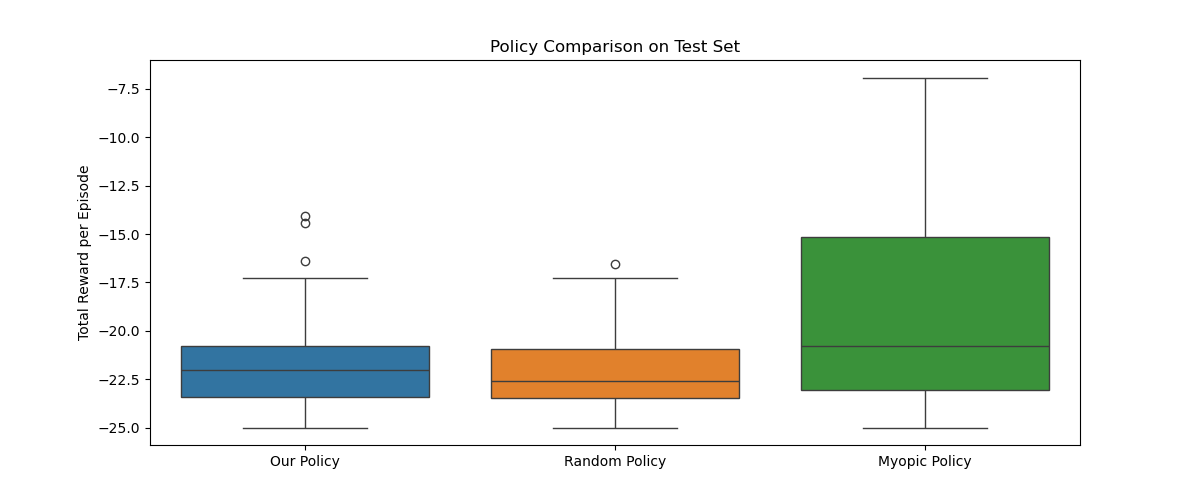 Policy Comparison on Test Set
Total Reward per Episode
−7.5
−10.0
−12.5
−15.0
−17.5
−20.0
−22.5
−25.0
Our Policy
Random Policy
Myopic Policy